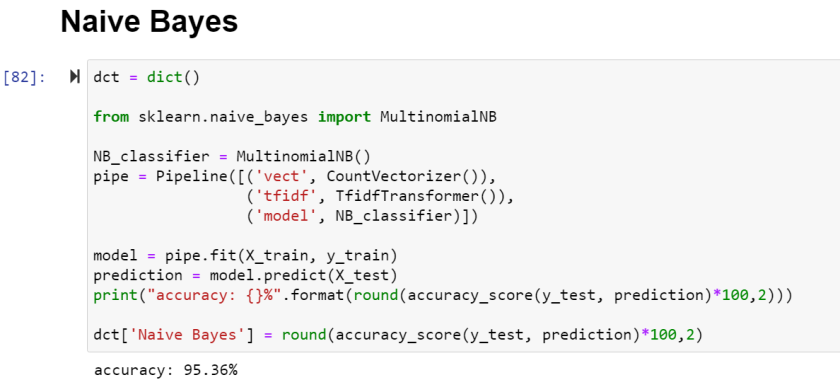 Naive Bayes
[82]: dct = dict()
from sklearn.naive_bayes import MultinomialNB
NB_classifier = MultinomialNB()
pipe = Pipeline([('vect', CountVectorizer()),
('tfidf', TfidfTransformer()),
('model', NB_classifier)])
model = pipe.fit(X_train, y_train)
prediction = model.predict(X_test)
print("accuracy: {}%".format(round(accuracy_score(y_test, prediction)*100,2)))
dct['Naive Bayes'] = round(accuracy_score(y_test, prediction)*100,2)
accuracy: 95.36%